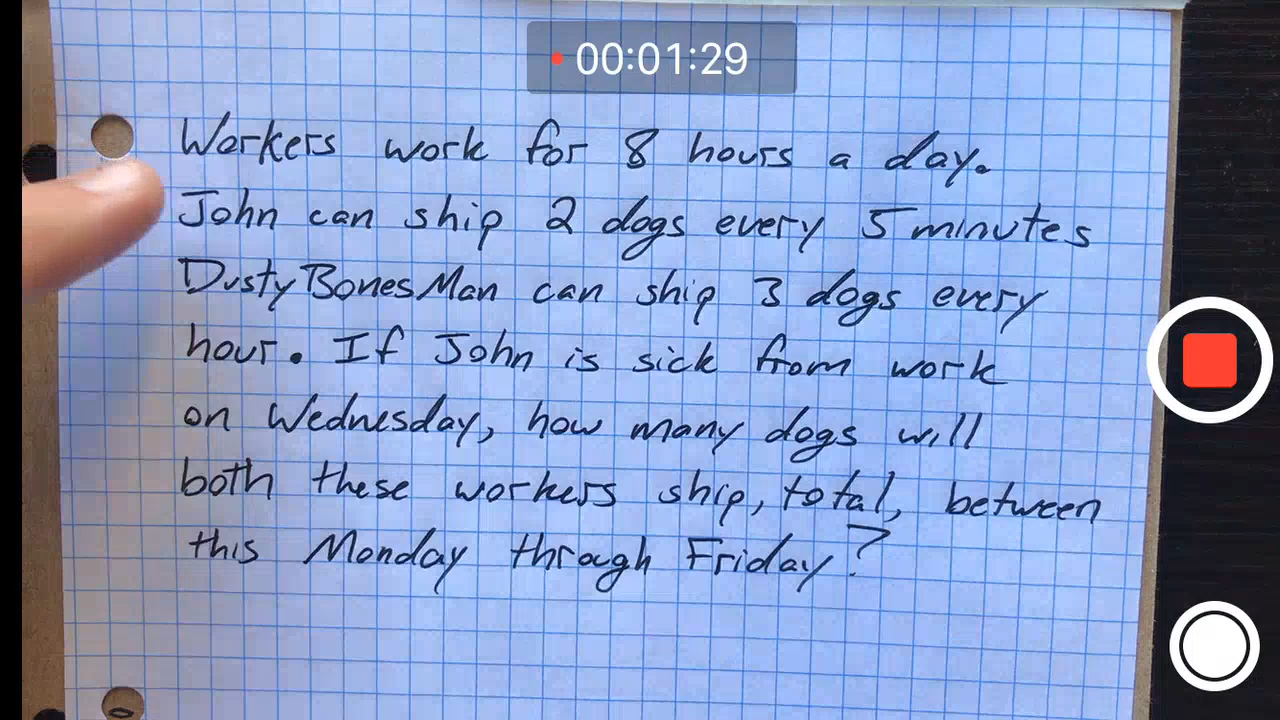 00:01:29
Workers work for 8 hours a day.
John can ship 2 dogs every 5 minutes
DustyBonesMan can ship 3 dogs every
hour. If John is sick from work
on Wednesday, how many dogs will
both these workers ship, total, between
this Monday through Friday?